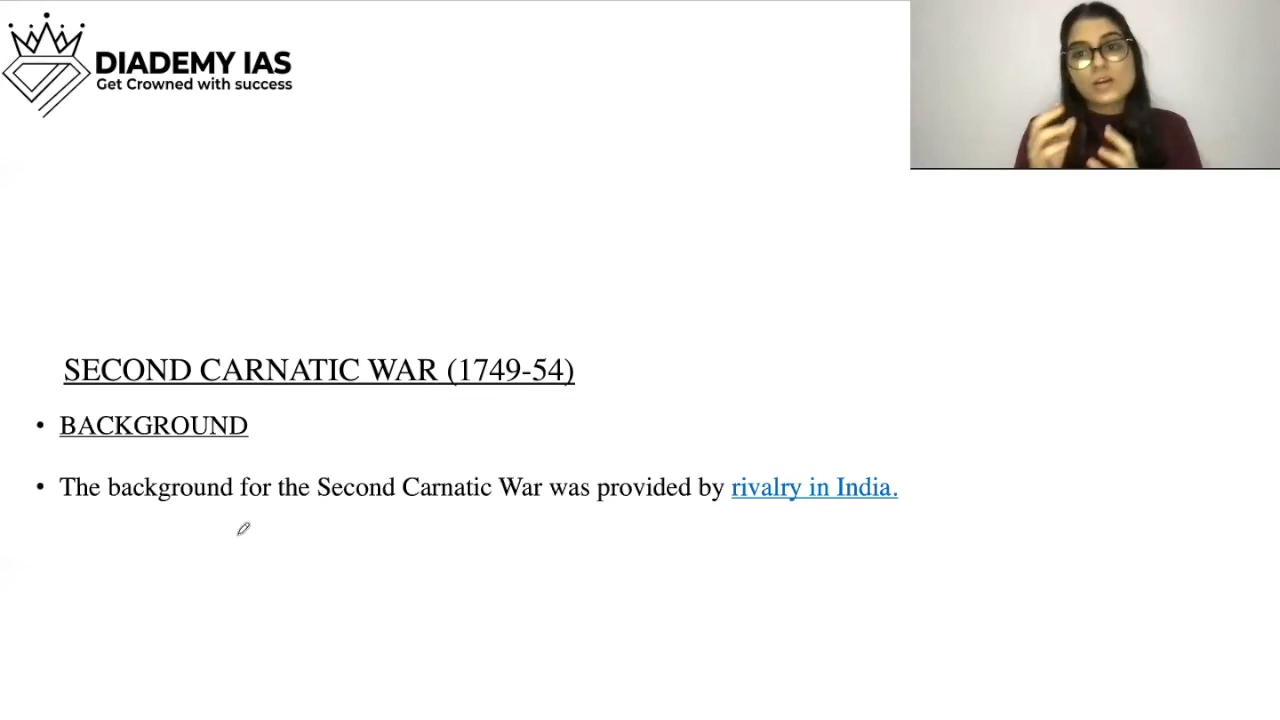 DIADEMY IAS
Get Crowned with success
SECOND CARNATIC WAR (1749-54)
• BACKGROUND
• The background for the Second Carnatic War was provided by rivalry in India.